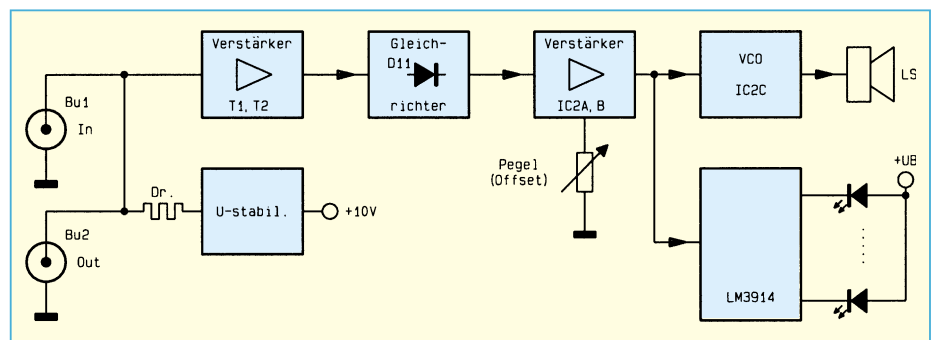 Verstärker
T1, T2
Gleich-
D11
richter
Verstärker
IC2A, B
VCO
IC2C
LS
Bu1
In
Pegel
(Offset)
+UB
Dr.
U-stabil.
+10V
Bu2
Out
LM3914